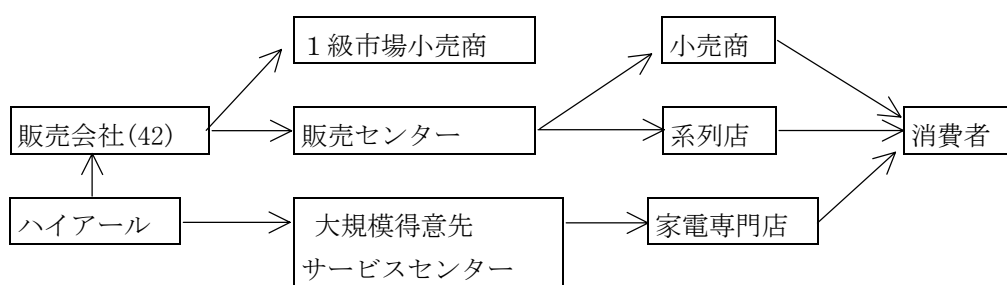 １級市場小売商
小売商
販売会社(42)
販売センター
系列店
消費者
ハイアール
大規模得意先
サービスセンター
家電専門店